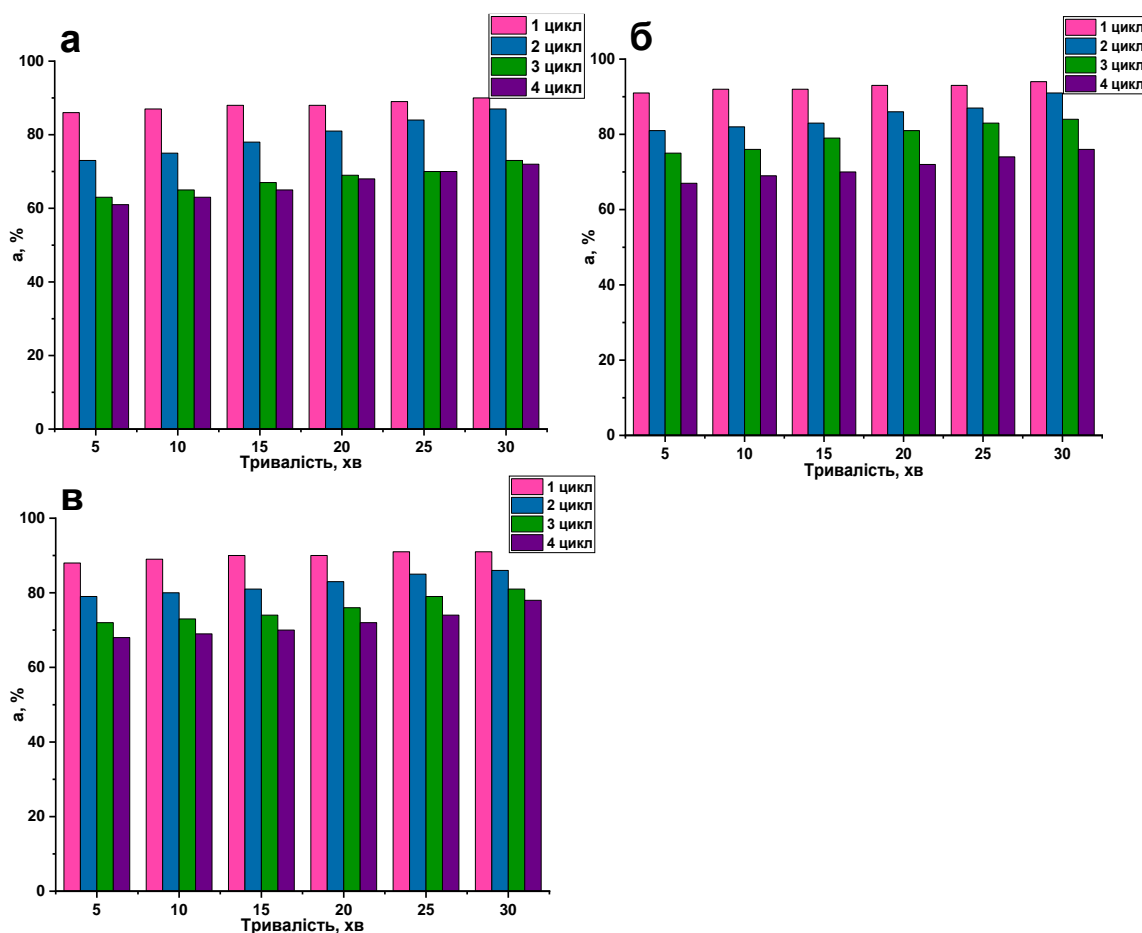 а
1 цикл
2 цикл
3 цикл
4 цикл
100
80
60
40
20
0
а, %
5 10 15 20 25 30
Тривалість, хв
б
1 цикл
2 цикл
3 цикл
4 цикл
100
80
60
40
20
0
а, %
5 10 15 20 25 30
Тривалість, хв
в
1 цикл
2 цикл
3 цикл
4 цикл
100
80
60
40
20
0
а, %
5 10 15 20 25 30
Тривалість, хв